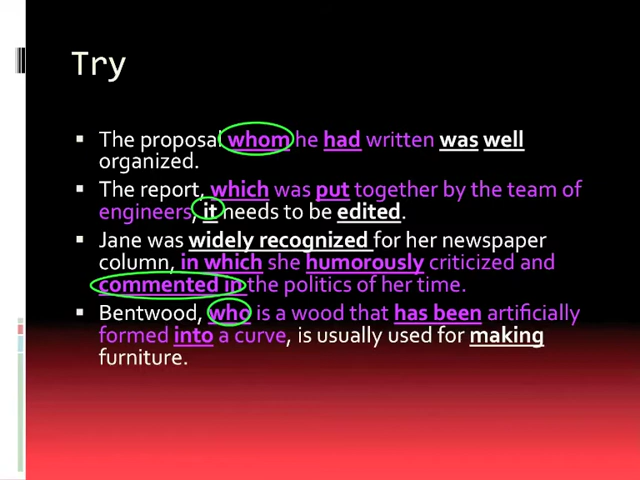 Try
▪ The proposal whom he had written was well
organized.
▪ The report, which was put together by the team of
engineers, it needs to be edited.
▪ Jane was widely recognized for her newspaper
column, in which she humorously criticized and
commented in the politics of her time.
▪ Bentwood, who is a wood that has been artificially
formed into a curve, is usually used for making
furniture.